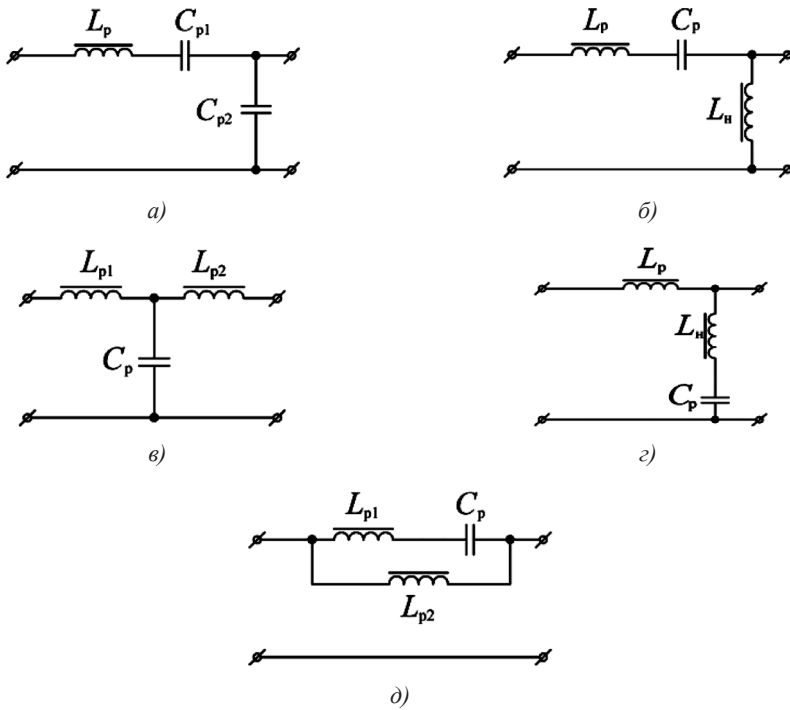 Lр Cр1
Cр2
а)
Lр Cр
Lн
б)
Lр1 Lр2
Cр
в)
Lр
Lн
Cр
г)
Lр1 Cр
Lр2
д)